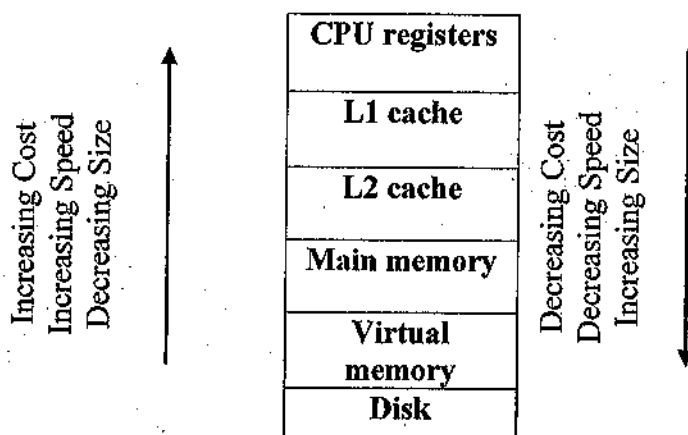 Increasing Cost
Increasing Speed
Decreasing Size
CPU registers
L1 cache
L2 cache
Main memory
Virtual
memory
Disk
Decreasing Cost
Decreasing Speed
Increasing Size